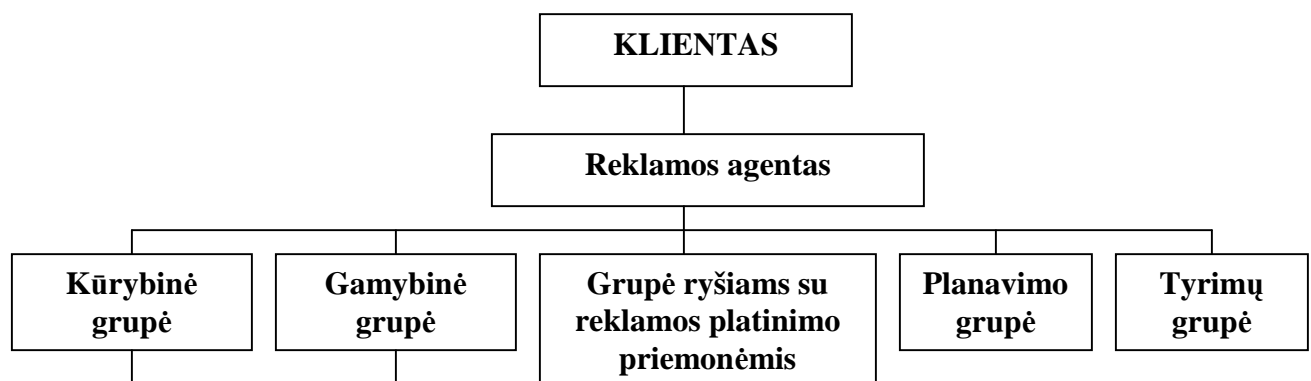 KLIENTAS
Reklamos agentas
Kūrybinė
grupė
Gamybinė
grupė
Grupė ryšiams su
reklamos platinimo
priemonėmis
Planavimo
grupė
Tyrimų
grupė